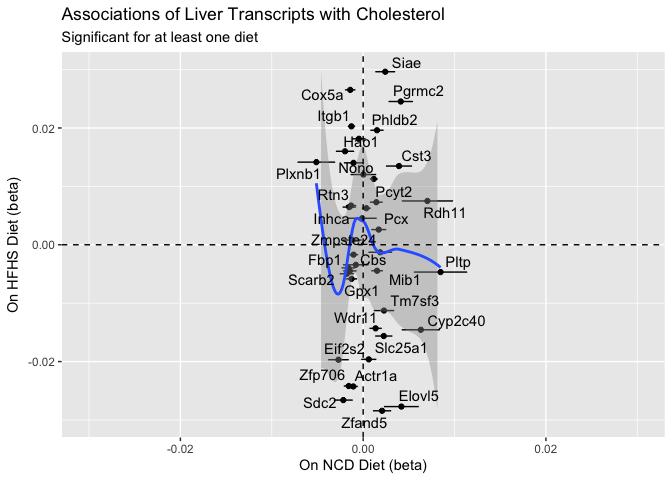 Associations of Liver Transcripts with Cholesterol
Significant for at least one diet
On HFHS Diet (beta)
0.02
0.00
-0.02
Siae
Cox5a
Pgrmc2
Itgb1
Phldb2
Hao1
Cst3
Nono
Plxnb1
Rtn3
Pcyt2
Rdh11
Inhca
Pcx
Zmpste24
Fbp1
Cbs
Pltp
Scarb2
Mib1
Gpx1
Tm7sf3
Wdr11
Cyp2c40
Eif2s2
Slc25a1
Zfp706
Actr1a
Sdc2
Elovl5
Zfand5
-0.02
0.00
0.02
On NCD Diet (beta)